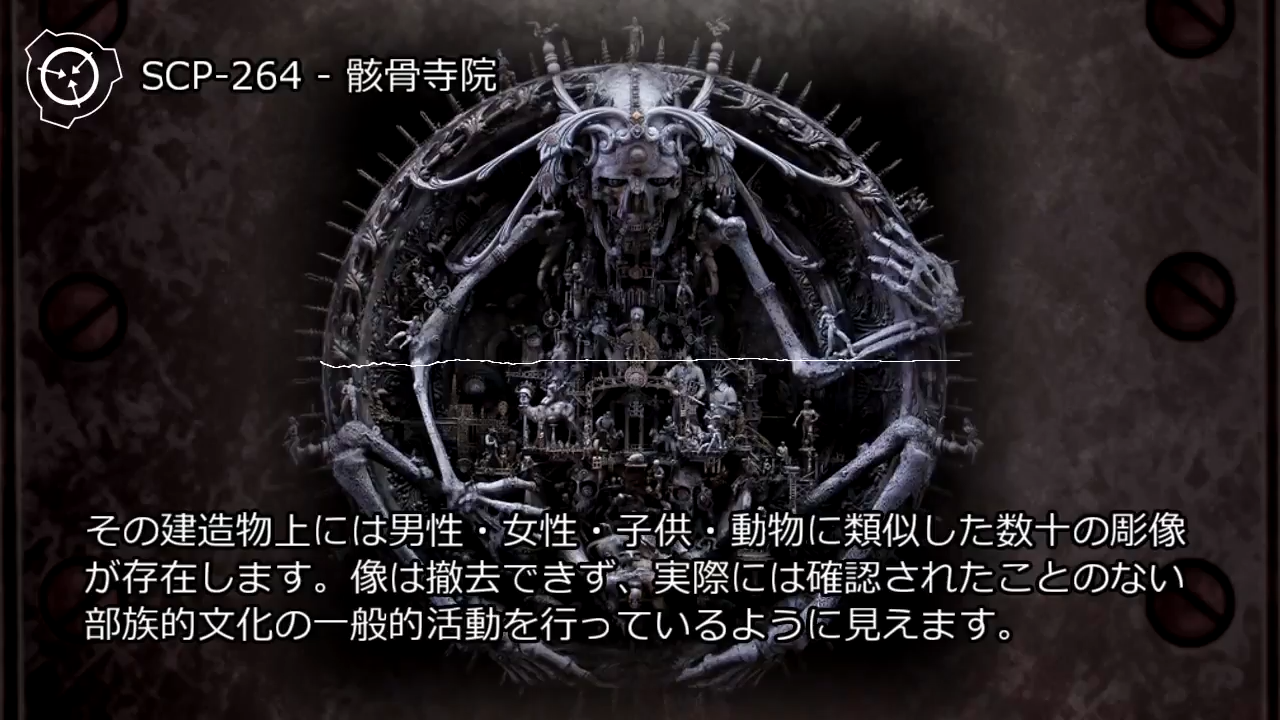 SCP-264 - 骸骨寺院
その建造物上には男性・女性・子供・動物に類似した数十の彫像
が存在します。像は撤去できず、実際には確認されたことのない
部族的文化の一般的活動を行っているように見えます。